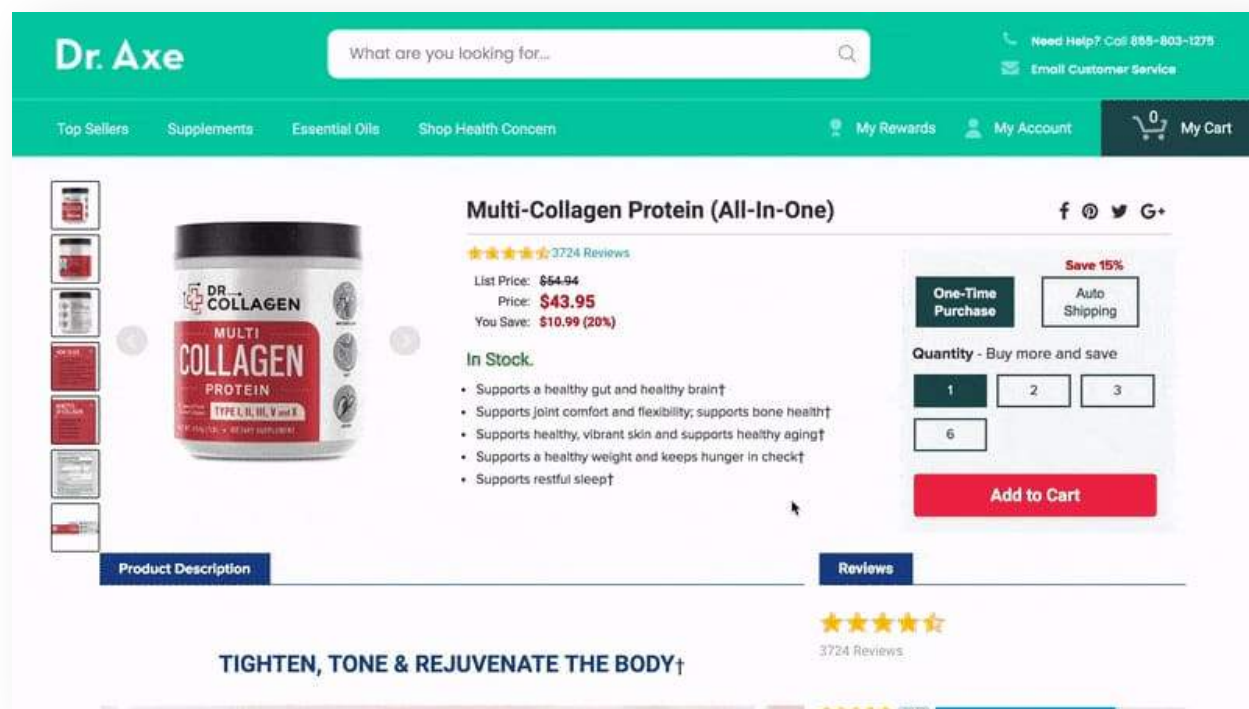 Dr. Axe
What are you looking for...
Need Help? Call 855-803-1275
Email Customer Service
Top Sellers
Supplements
Essential Oils
Shop Health Concern
My Rewards
My Account
0
My Cart
DR.
COLLAGEN
MULTI
COLLAGEN
PROTEIN
TYPE I, II, III, V and X
Multi-Collagen Protein (All-In-One)
3724 Reviews
List Price: $54.94
Price: $43.95
You Save: $10.99 (20%)
In Stock.
• Supports a healthy gut and healthy brain†
• Supports joint comfort and flexibility; supports bone health†
• Supports healthy, vibrant skin and supports healthy aging†
• Supports a healthy weight and keeps hunger in check†
• Supports restful sleep†
Save 15%
One-Time
Purchase
Auto
Shipping
Quantity - Buy more and save
1
2
3
6
Add to Cart
Product Description
TIGHTEN, TONE & REJUVENATE THE BODY†
Reviews
3724 Reviews